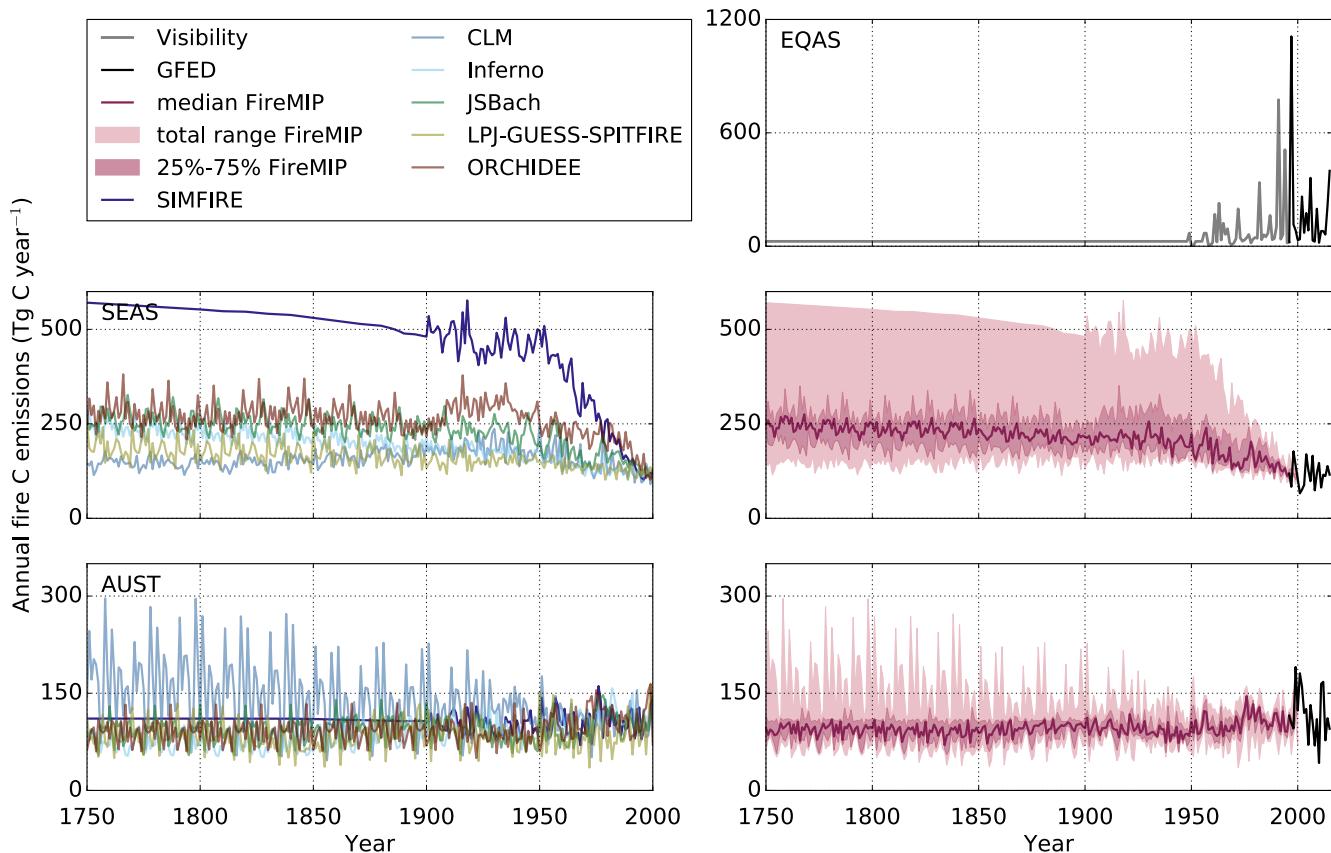 Visibility
GFED
median FireMIP
total range FireMIP
25%-75% FireMIP
SIMFIRE
CLM
Inferno
JSBach
LPJ-GUESS-SPITFIRE
ORCHIDEE
EQAS
1200
600
0
Annual fire C emissions (Tg C year⁻¹)
SEAS
500
250
0
500
250
0
AUST
300
150
0
1750 1800 1850 1900 1950 2000
Year
300
150
0
1750 1800 1850 1900 1950 2000
Year